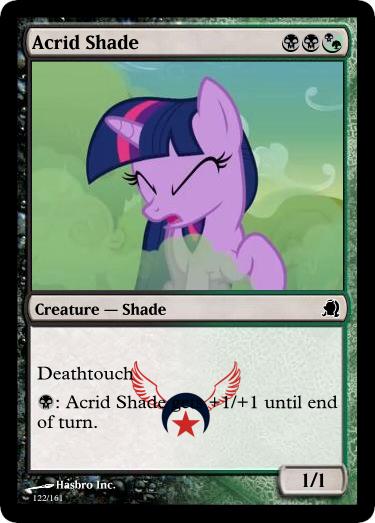 Acrid Shade
Creature — Shade
Deathtouch
: Acrid Shade gets +1/+1 until end
of turn.
1/1
Hasbro Inc.
122/161